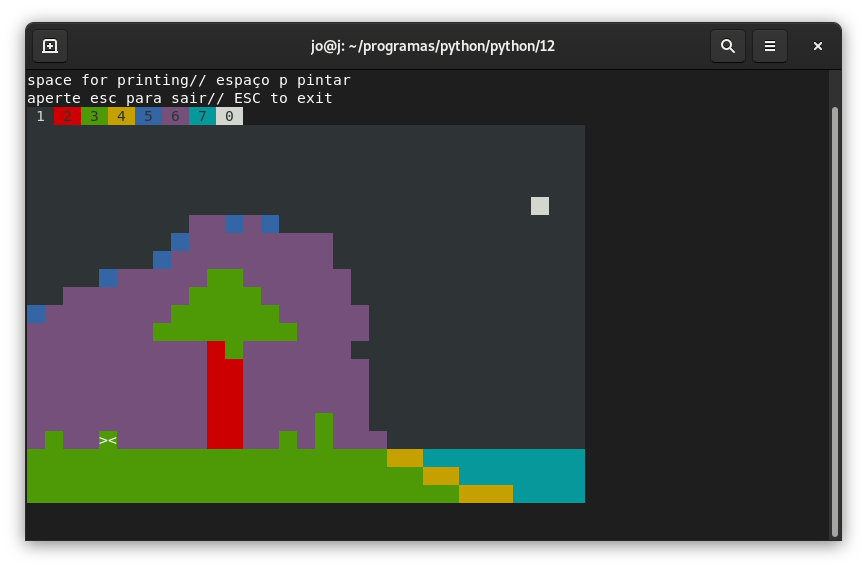 jo@j: ~/programas/python/python/12
space for printing// espaço p pintar
aperte esc para sair// ESC to exit
1 2 3 4 5 6 7 0
><